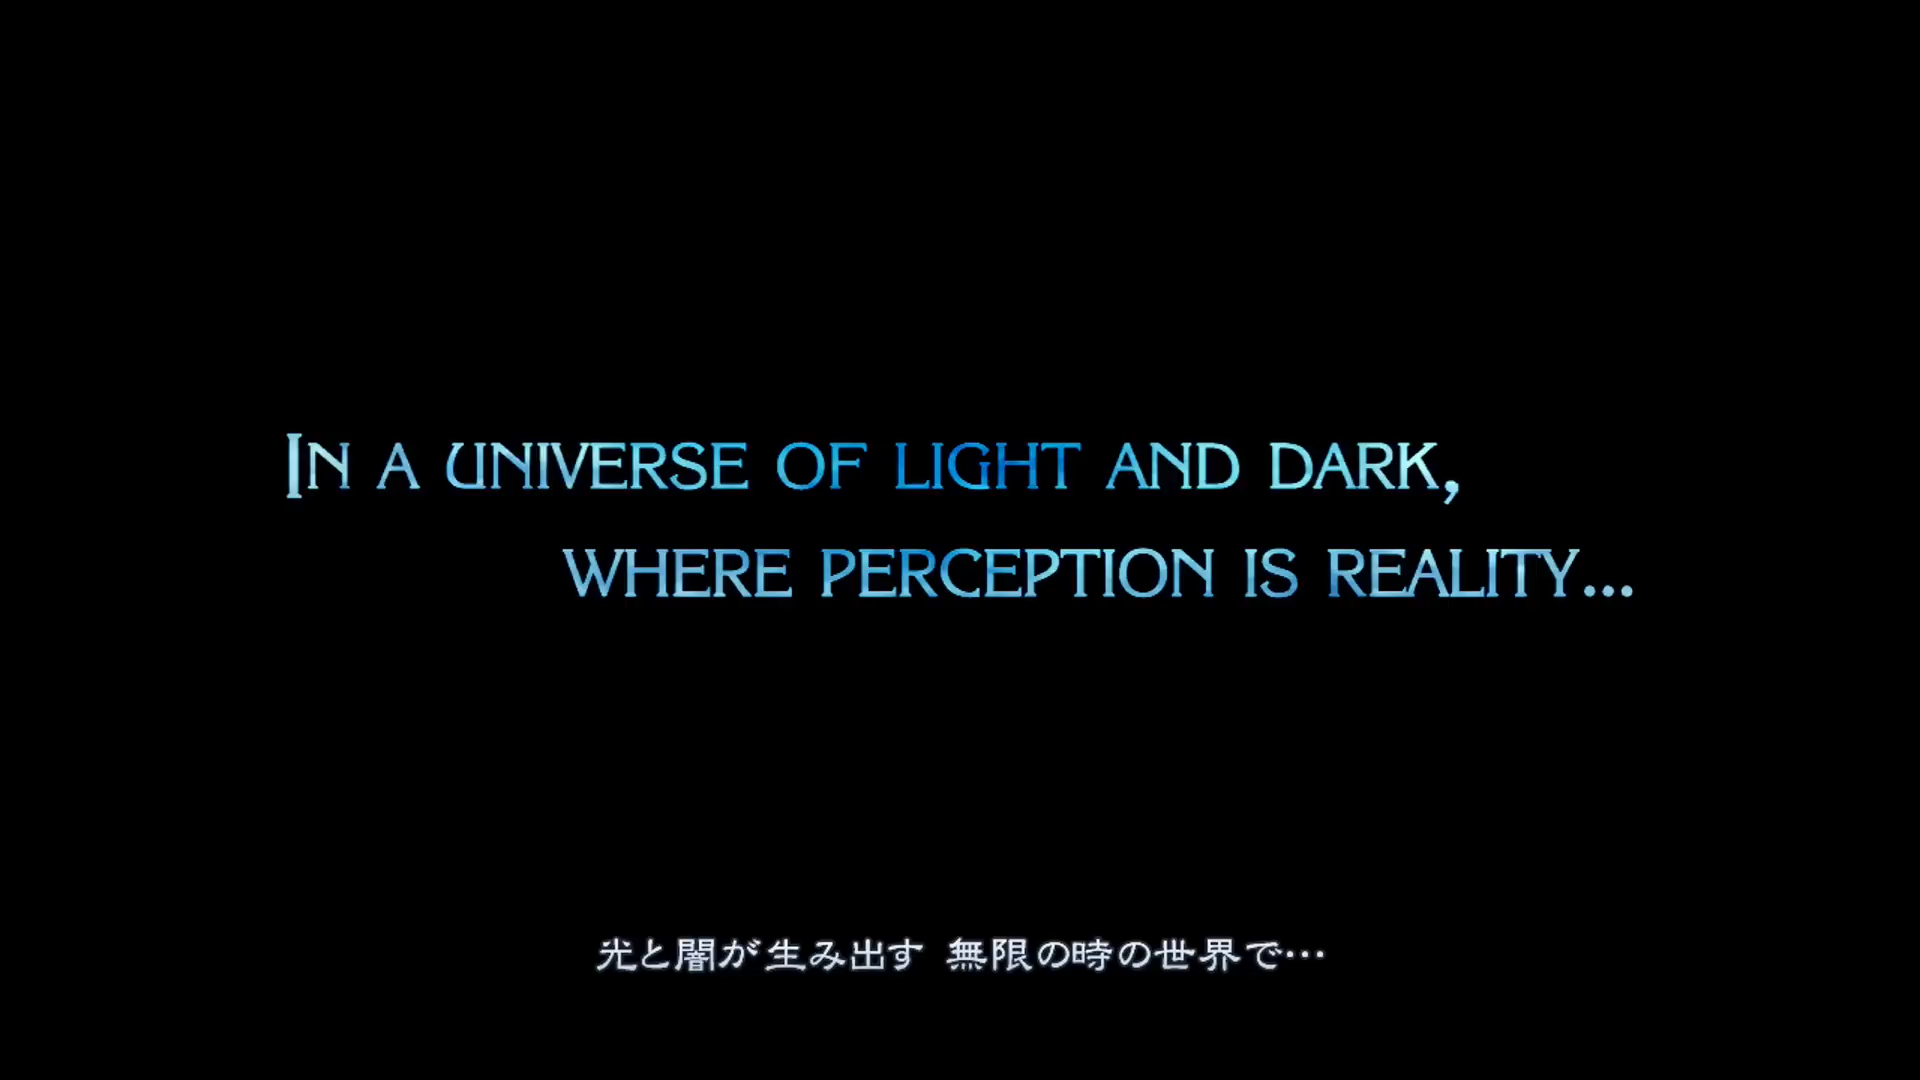 In a universe of light and dark,
where perception is reality...
光と闇が生み出す 無限の時の世界で…